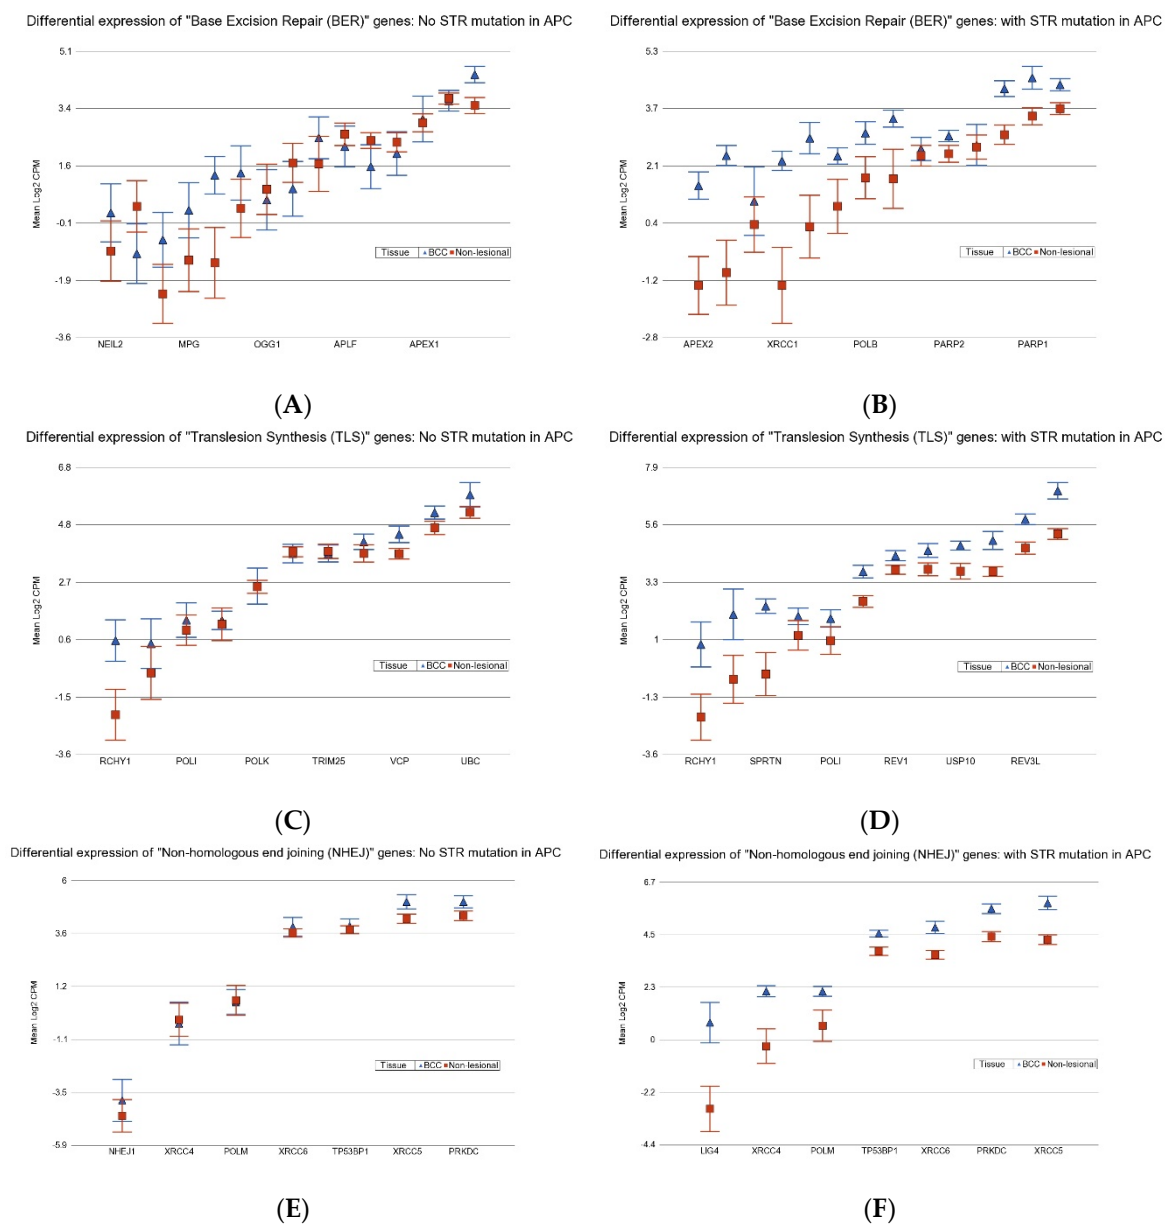 Differential expression of "Base Excision Repair (BER)" genes: No STR mutation in APC
5.1
3.4
1.6
-0.1
-1.9
-3.6
Mean Log2 CPM
Tissue BCC Non-lesional
NEIL2 MPG OGG1 APLF APEX1
(A)
Differential expression of "Base Excision Repair (BER)" genes: with STR mutation in APC
5.3
3.7
2.1
0.4
-1.2
-2.8
Mean Log2 CPM
Tissue BCC Non-lesional
APEX2 XRCC1 POLB PARP2 PARP1
(B)
Differential expression of "Translesion Synthesis (TLS)" genes: No STR mutation in APC
6.8
4.8
2.7
0.6
-1.5
-3.6
Mean Log2 CPM
Tissue BCC Non-lesional
RCHY1 POLI POLK TRIM25 VCP UBC
(C)
Differential expression of "Translesion Synthesis (TLS)" genes: with STR mutation in APC
7.9
5.6
3.3
1
-1.3
-3.6
Mean Log2 CPM
Tissue BCC Non-lesional
RCHY1 SPRTN POLI REV1 USP10 REV3L
(D)
Differential expression of "Non-homologous end joining (NHEJ)" genes: No STR mutation in APC
6
3.6
1.2
-1.1
-3.5
-5.9
Mean Log2 CPM
Tissue BCC Non-lesional
NHEJ1 XRCC4 POLM XRCC6 TP53BP1 XRCC5 PRKDC
(E)
Differential expression of "Non-homologous end joining (NHEJ)" genes: with STR mutation in APC
6.7
4.5
2.3
0
-2.2
-4.4
Mean Log2 CPM
Tissue BCC Non-lesional
LIG4 XRCC4 POLM TP53BP1 XRCC6 PRKDC XRCC5
(F)